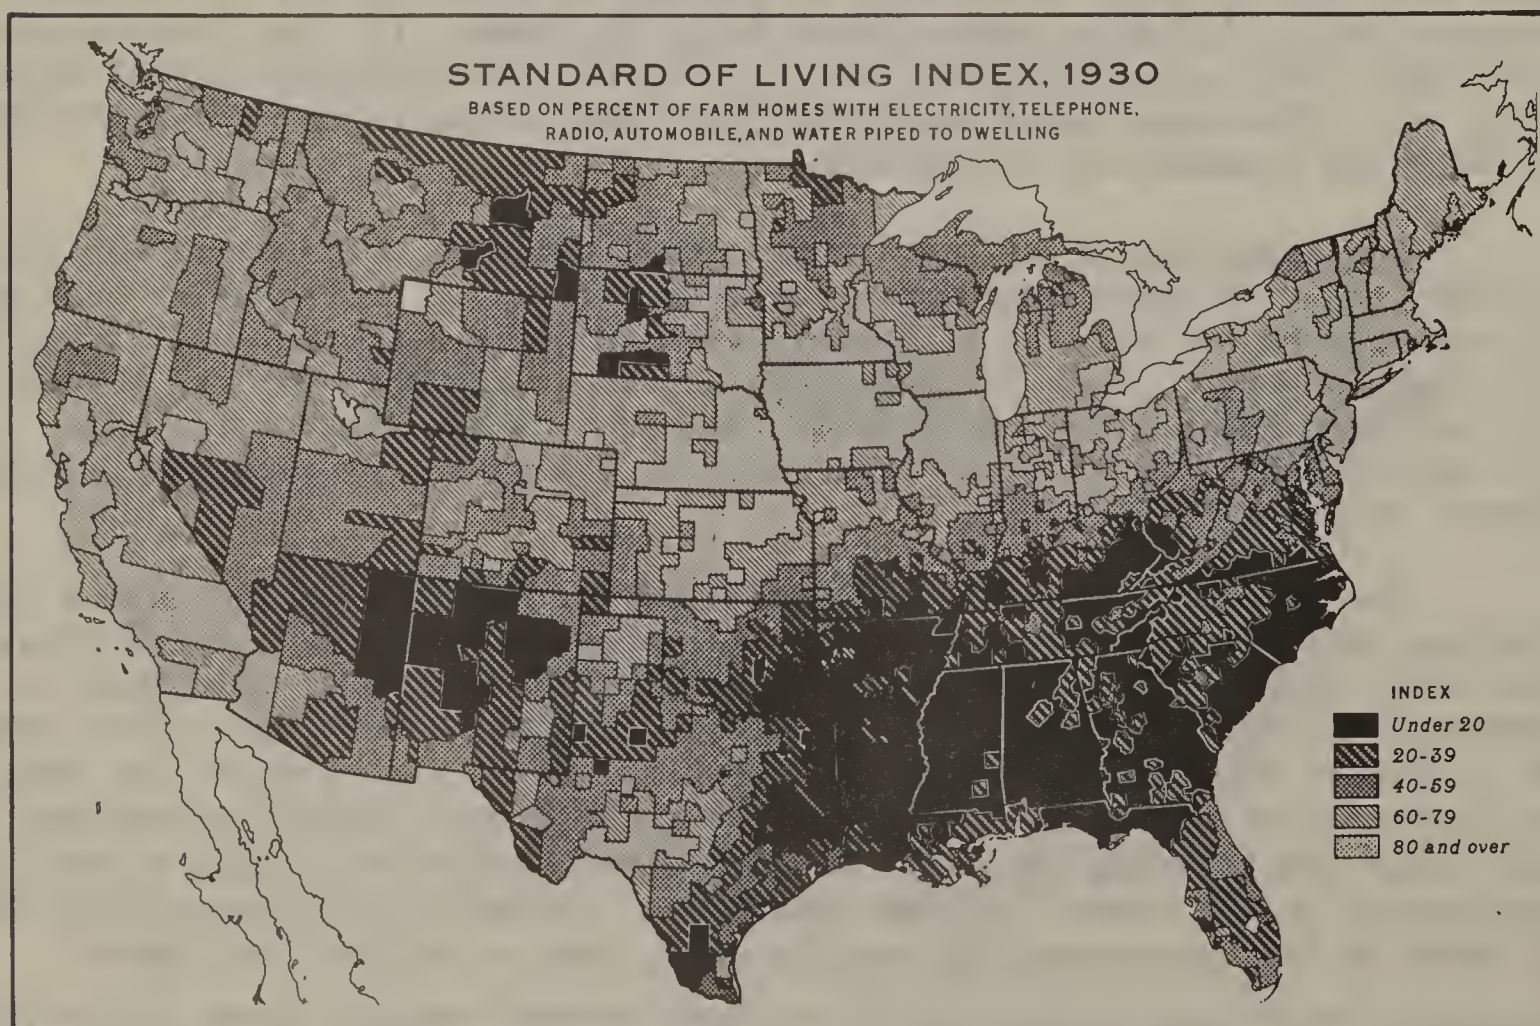 STANDARD OF LIVING INDEX, 1930
BASED ON PERCENT OF FARM HOMES WITH ELECTRICITY, TELEPHONE,
RADIO, AUTOMOBILE, AND WATER PIPED TO DWELLING
INDEX
Under 20
20-39
40-59
60-79
80 and over